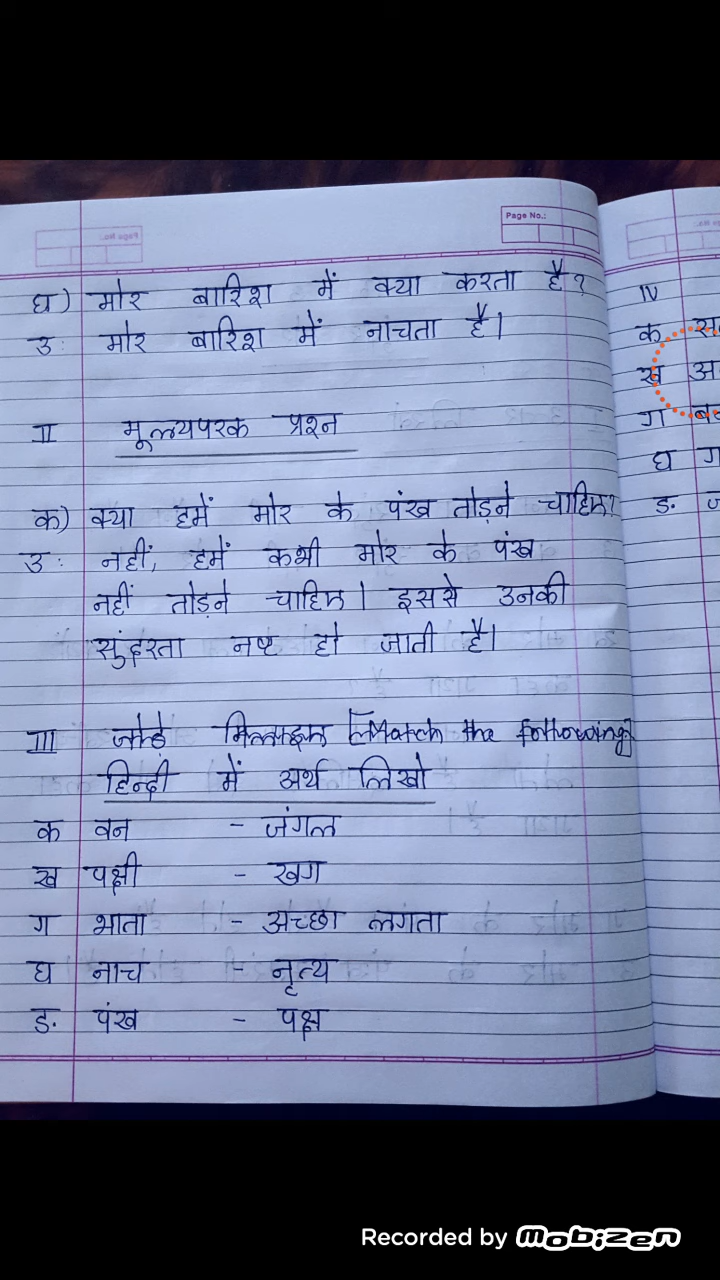 Page No.:
घ) मोर बारिश में क्या करता है?
उ: मोर बारिश में नाचता है।
II मूल्यपरक प्रश्न
क) क्या हमें मोर के पंख तोड़ने चाहिए?
उ: नहीं, हमें कभी मोर के पंख
नहीं तोड़ने चाहिए। इससे उनकी
सुंदरता नष्ट हो जाती है।
III जोड़े मिलाइए [Match the following]
हिन्दी में अर्थ लिखो
क वन - जंगल
ख पक्षी - खग
ग भाता - अच्छा लगता
घ नाच - नृत्य
ङ. पंख - पक्ष
IV
क
ख
ग
घ
ङ.
Recorded by MOBIZEN